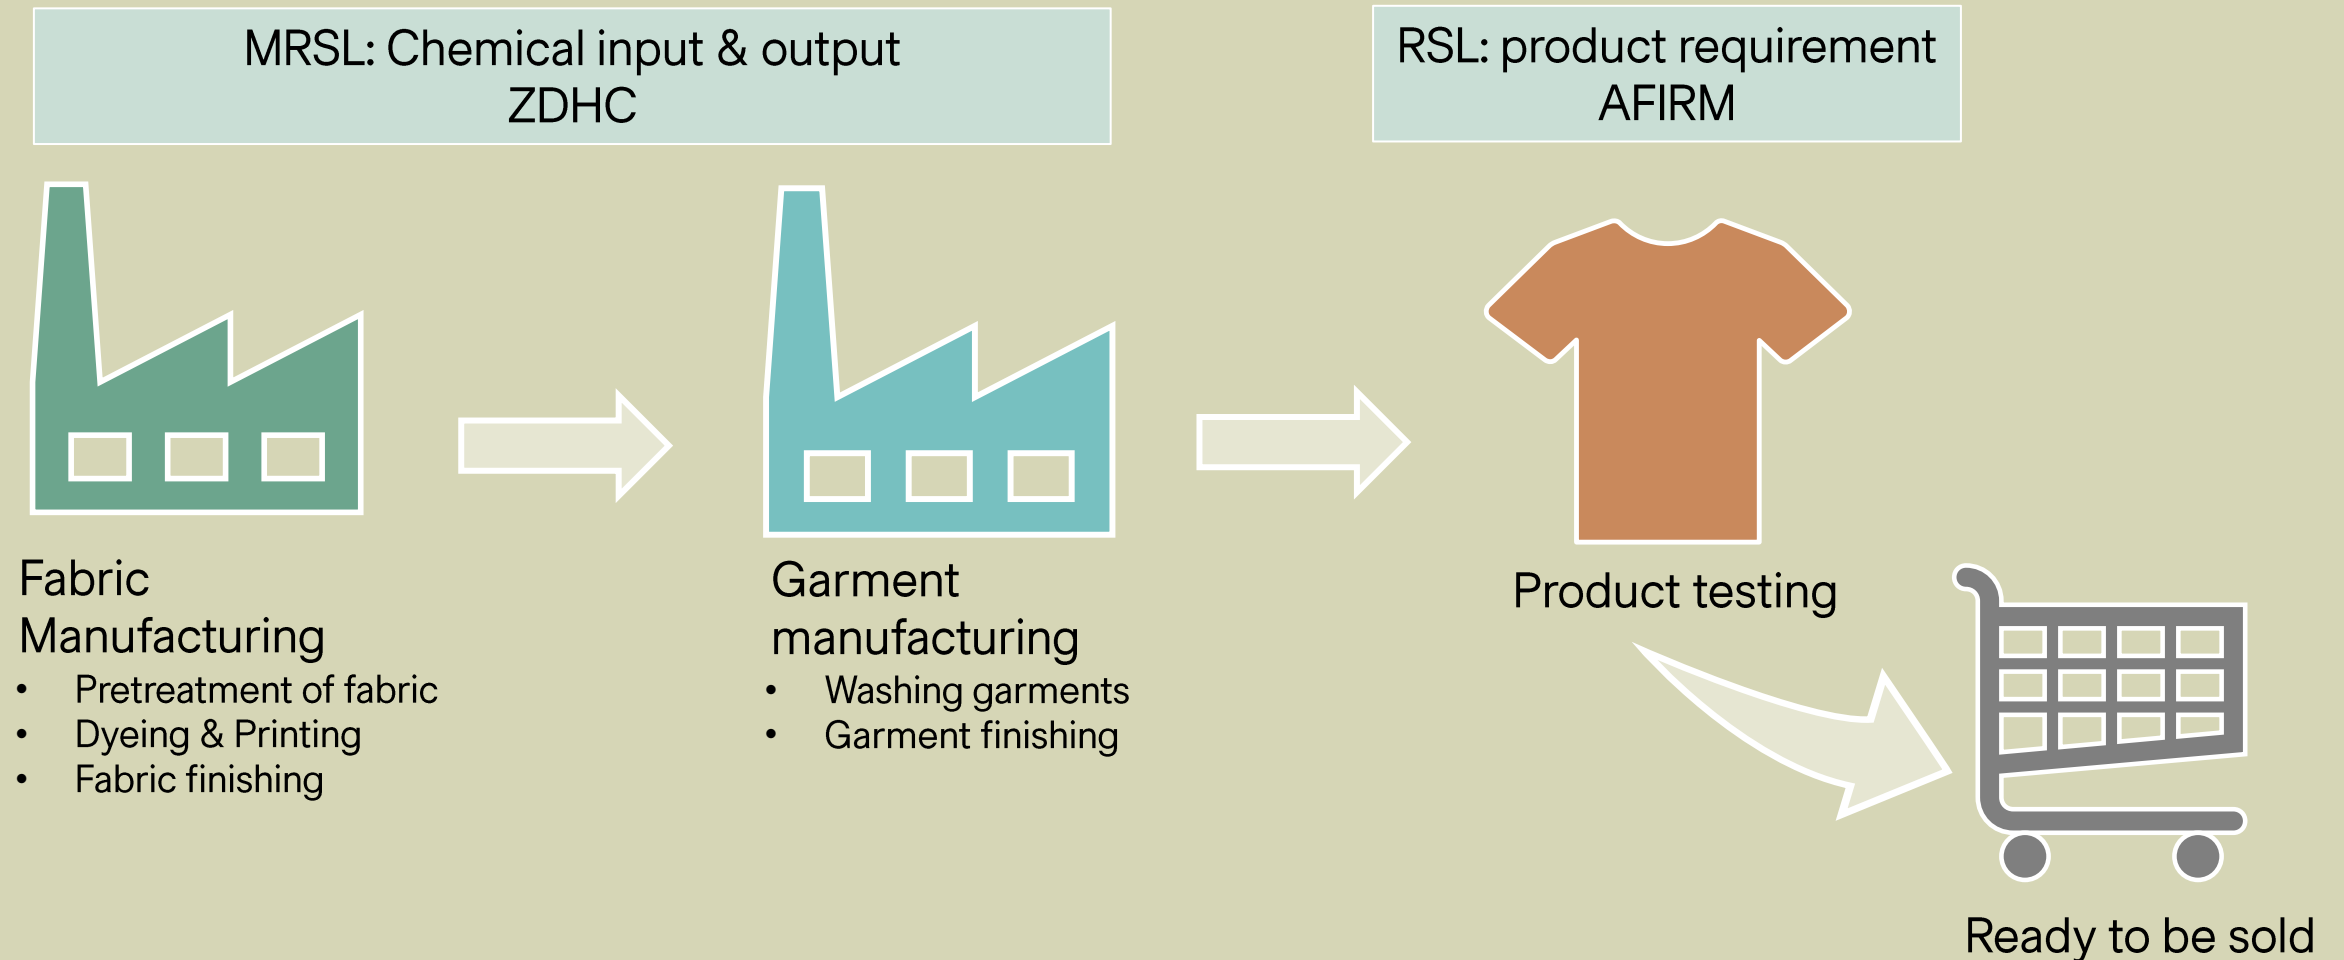 MRSL: Chemical input & output
ZDHC
RSL: product requirement
AFIRM
Fabric
Manufacturing
• Pretreatment of fabric
• Dyeing & Printing
• Fabric finishing
Garment
manufacturing
• Washing garments
• Garment finishing
Product testing
Ready to be sold